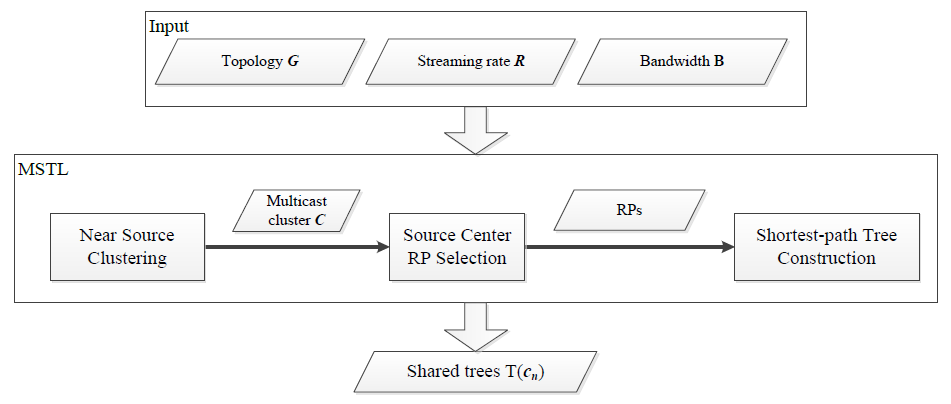 Input
Topology G
Streaming rate R
Bandwidth B
MSTL
Multicast
cluster C
RPs
Near Source
Clustering
Source Center
RP Selection
Shortest-path Tree
Construction
Shared trees T(cn)